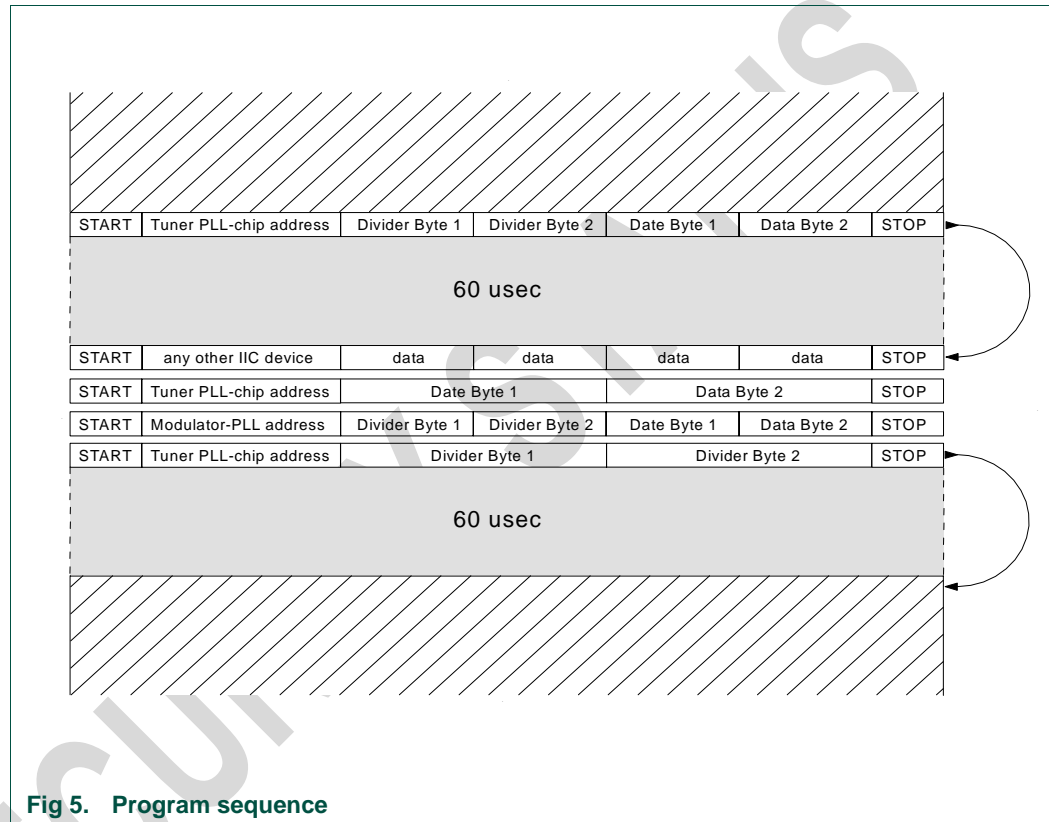 START Tuner PLL-chip address Divider Byte 1 Divider Byte 2 Date Byte 1 Data Byte 2 STOP
60 usec
START any other IIC device data data data data STOP
START Tuner PLL-chip address Date Byte 1 Data Byte 2 STOP
START Modulator-PLL address Divider Byte 1 Divider Byte 2 Date Byte 1 Data Byte 2 STOP
START Tuner PLL-chip address Divider Byte 1 Divider Byte 2 STOP
60 usec
Fig 5. Program sequence